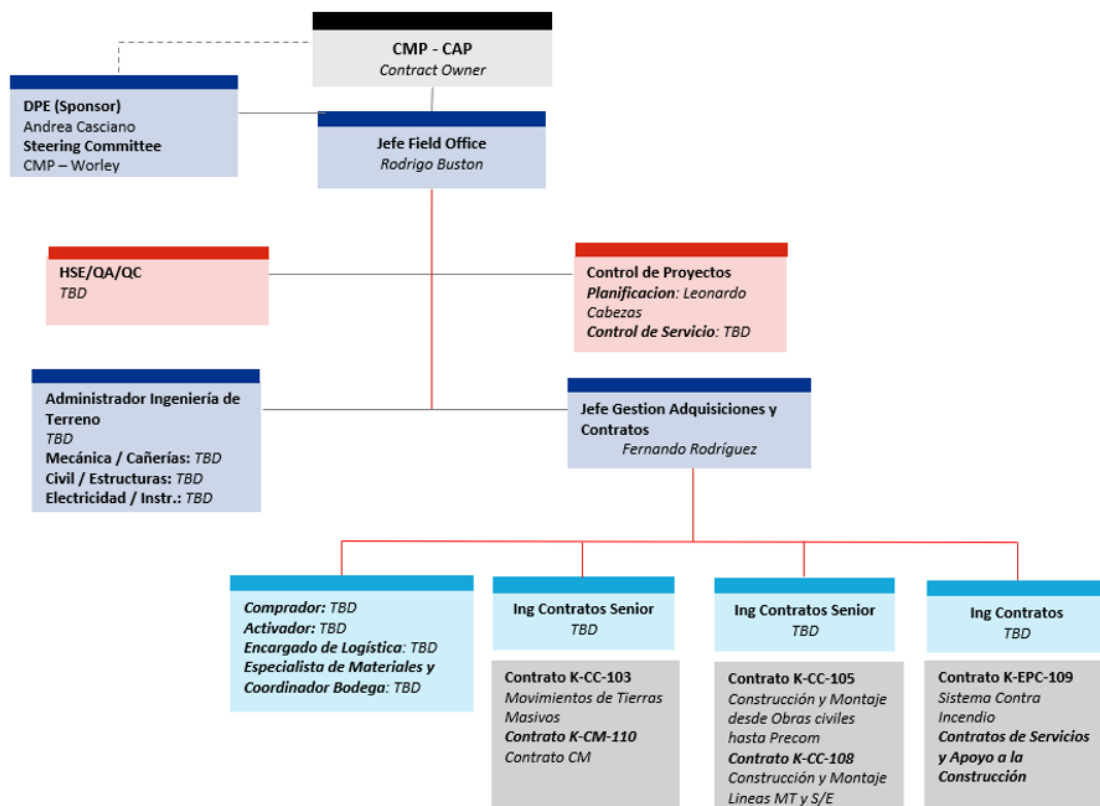 CMP - CAP
Contract Owner
DPE (Sponsor)
Andrea Casciano
Steering Committee
CMP – Worley
Jefe Field Office
Rodrigo Buston
HSE/QA/QC
TBD
Control de Proyectos
Planificacion: Leonardo
Cabezas
Control de Servicio: TBD
Administrador Ingeniería de
Terreno
TBD
Mecánica / Cañerías: TBD
Civil / Estructuras: TBD
Electricidad / Instr.: TBD
Jefe Gestion Adquisiciones y
Contratos
Fernando Rodríguez
Comprador: TBD
Activador: TBD
Encargado de Logística: TBD
Especialista de Materiales y
Coordinador Bodega: TBD
Ing Contratos Senior
TBD
Contrato K-CC-103
Movimientos de Tierras
Masivos
Contrato K-CM-110
Contrato CM
Ing Contratos Senior
TBD
Contrato K-CC-105
Construcción y Montaje
desde Obras civiles
hasta Precom
Contrato K-CC-108
Construcción y Montaje
Lineas MT y S/E
Ing Contratos
TBD
Contrato K-EPC-109
Sistema Contra
Incendio
Contratos de Servicios
y Apoyo a la
Construcción